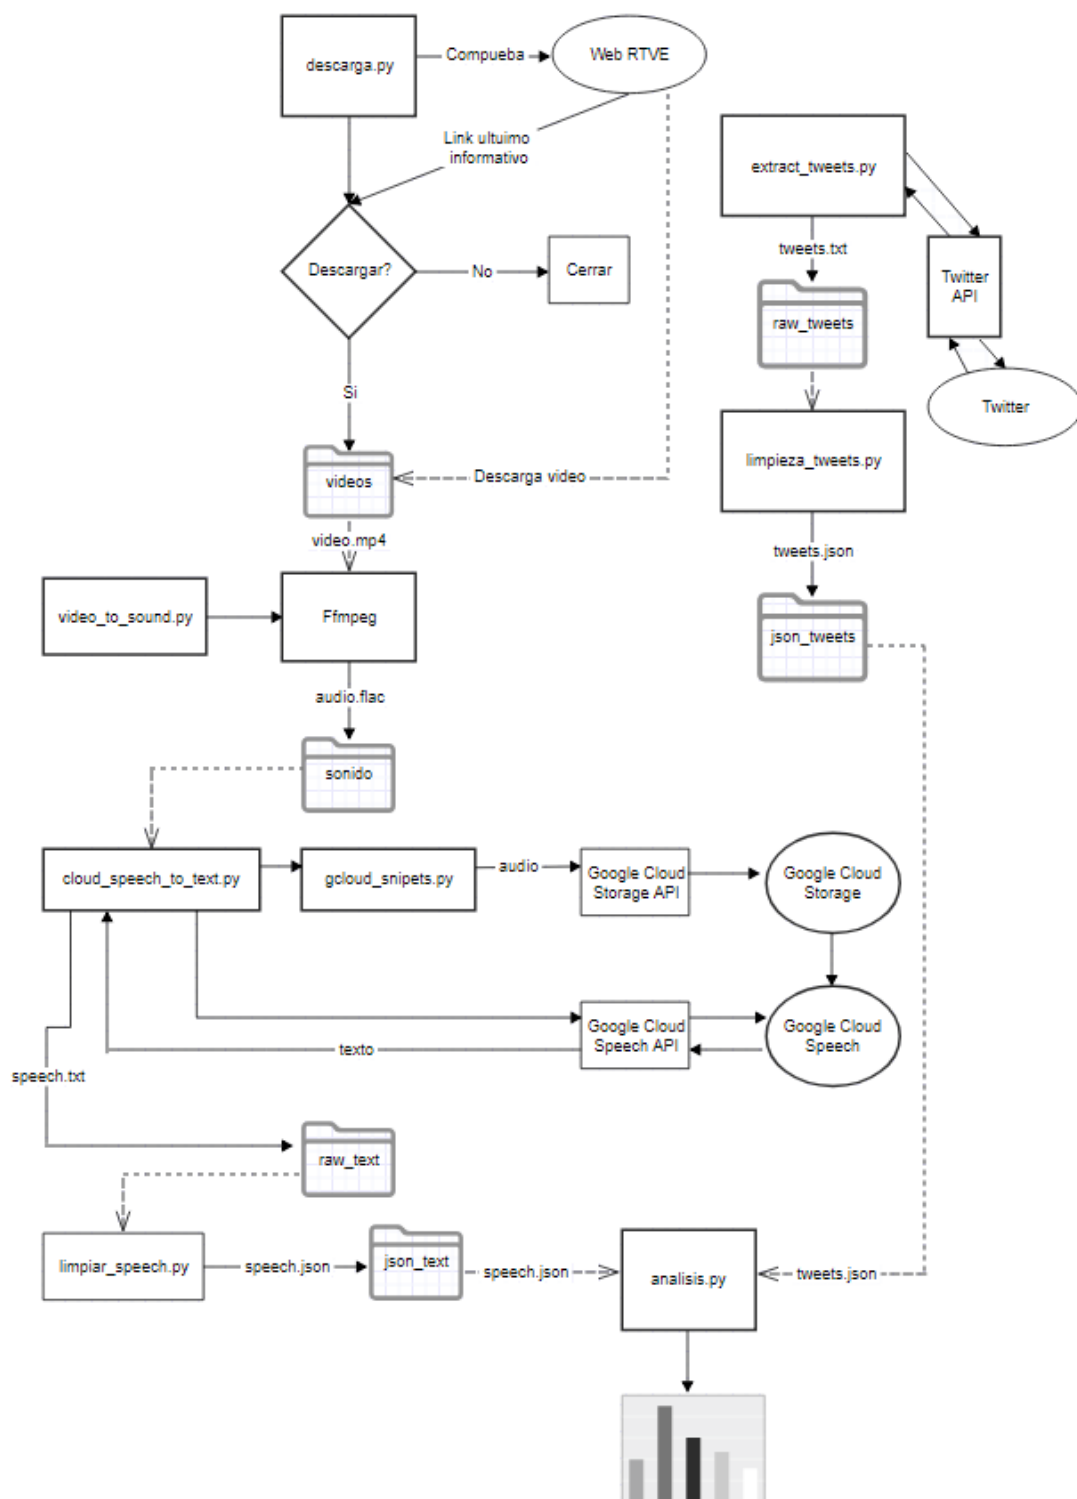 descarga.py
Compueba
Web RTVE
Link ultuimo
informativo
extract_tweets.py
tweets.txt
Descargar?
No
Cerrar
Twitter
API
raw_tweets
Si
Twitter
limpieza_tweets.py
videos
Descarga video
video.mp4
tweets.json
video_to_sound.py
Ffmpeg
json_tweets
audio.flac
sonido
cloud_speech_to_text.py
gcloud_snipets.py
audio
Google Cloud
Storage API
Google Cloud
Storage
Google Cloud
Speech API
Google Cloud
Speech
texto
speech.txt
raw_text
limpiar_speech.py
speech.json
json_text
speech.json
analisis.py
tweets.json